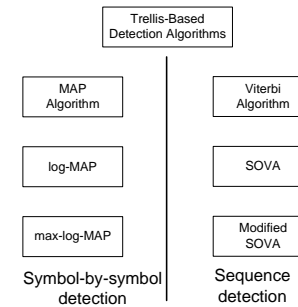 Trellis-Based
Detection Algorithms
MAP
Algorithm
log-MAP
max-log-MAP
Symbol-by-symbol
detection
Viterbi
Algorithm
SOVA
Modified
SOVA
Sequence
detection